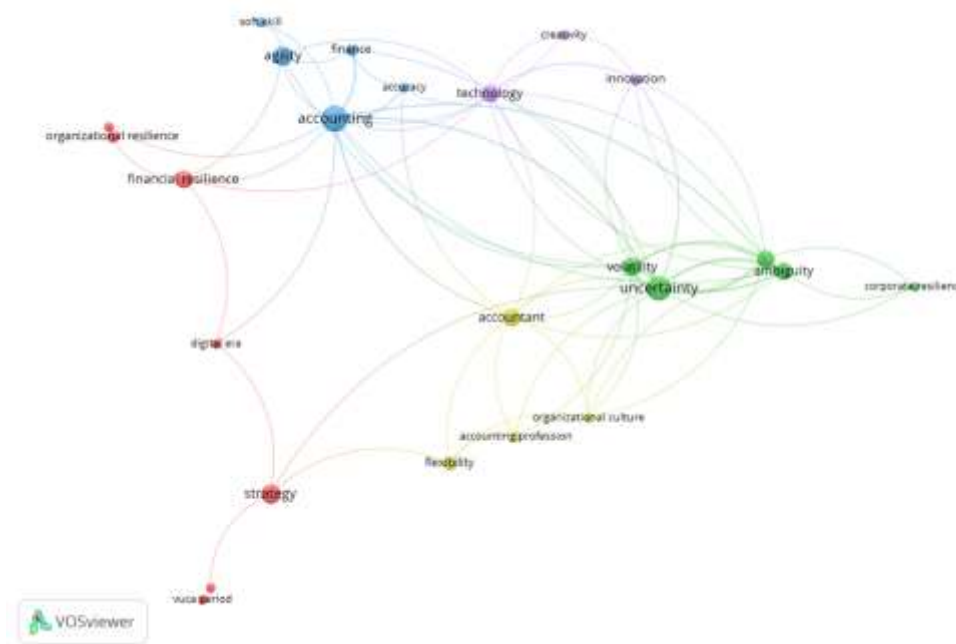 soft skill
agility
finance
creativity
accuracy
technology
innovation
accounting
organizational resilience
financial resilience
volatility
ambiguity
uncertainty
corporate resilience
accountant
digital era
organizational culture
accounting profession
flexibility
strategy
vuca period
VOSviewer